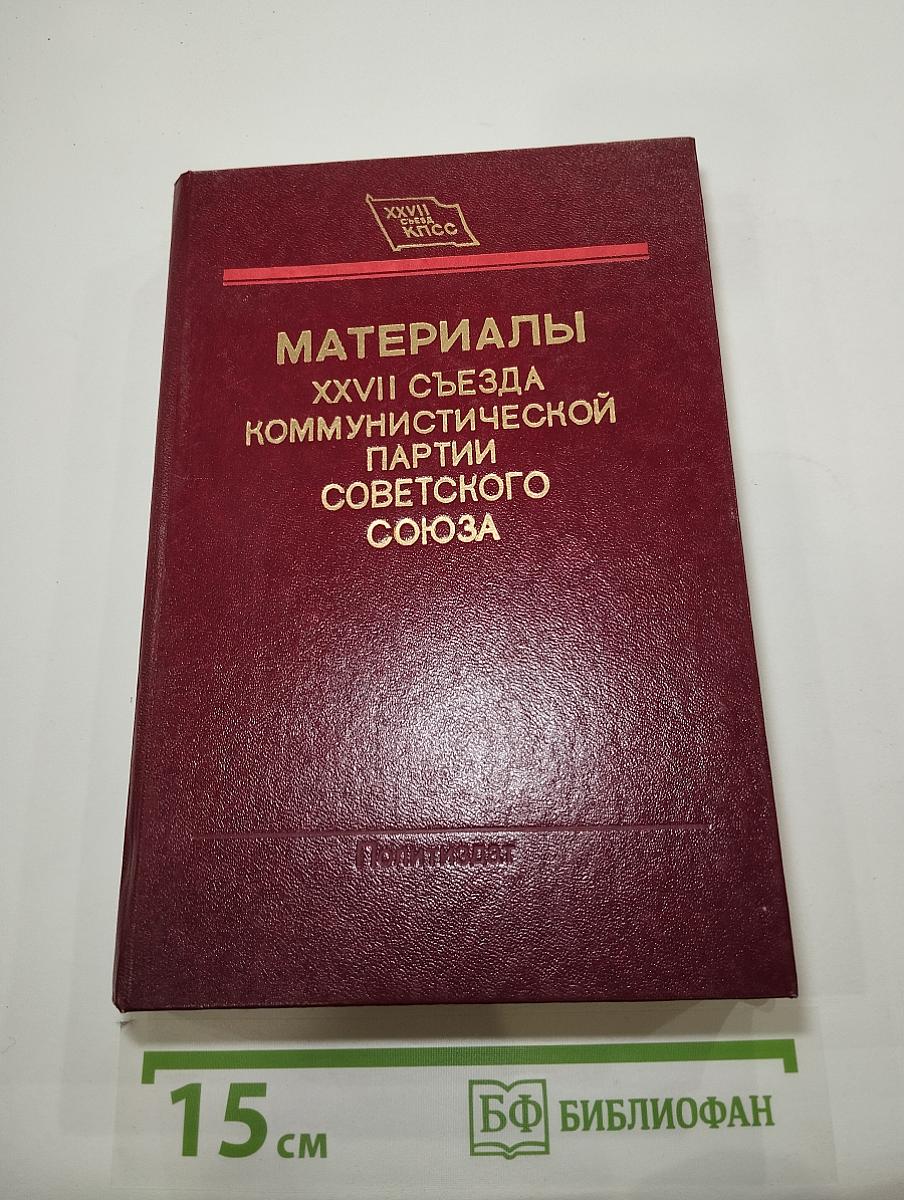 XXVII
СЪЕЗД
КПСС
МАТЕРИАЛЫ
XXVII СЪЕЗДА
КОММУНИСТИЧЕСКОЙ
ПАРТИИ
СОВЕТСКОГО
СОЮЗА
Политиздат
15 см
БФ БИБЛИОФАН